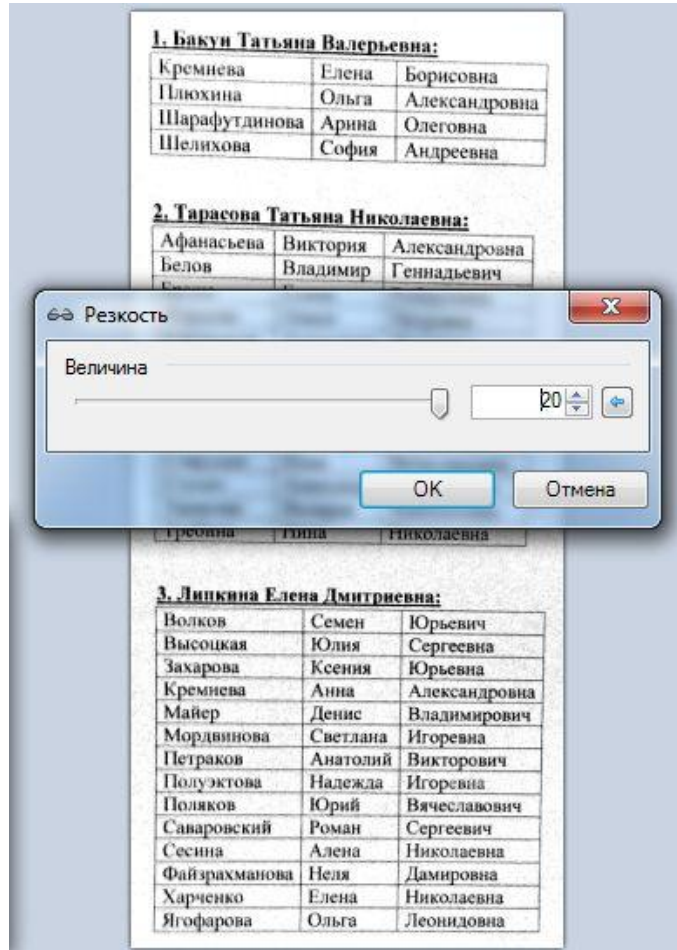 1. Бакун Татьяна Валерьевна:
Кремнева Елена Борисовна
Плюхина Ольга Александровна
Шарафутдинова Арина Олеговна
Шелихова София Андреевна
2. Тарасова Татьяна Николаевна:
Афанасьева Виктория Александровна
Белов Владимир Геннадьевич
Резкость
Величина
20
OK Отмена
Требина Нина Николаевна
3. Липкина Елена Дмитриевна:
Волков Семен Юрьевич
Высоцкая Юлия Сергеевна
Захарова Ксения Юрьевна
Кремнева Анна Александровна
Майер Денис Владимирович
Мордвинова Светлана Игоревна
Петраков Анатолий Викторович
Полуэктова Надежда Игоревна
Поляков Юрий Вячеславович
Саваровский Роман Сергеевич
Сесина Алена Николаевна
Файзрахманова Неля Дамировна
Харченко Елена Николаевна
Ягофарова Ольга Леонидовна